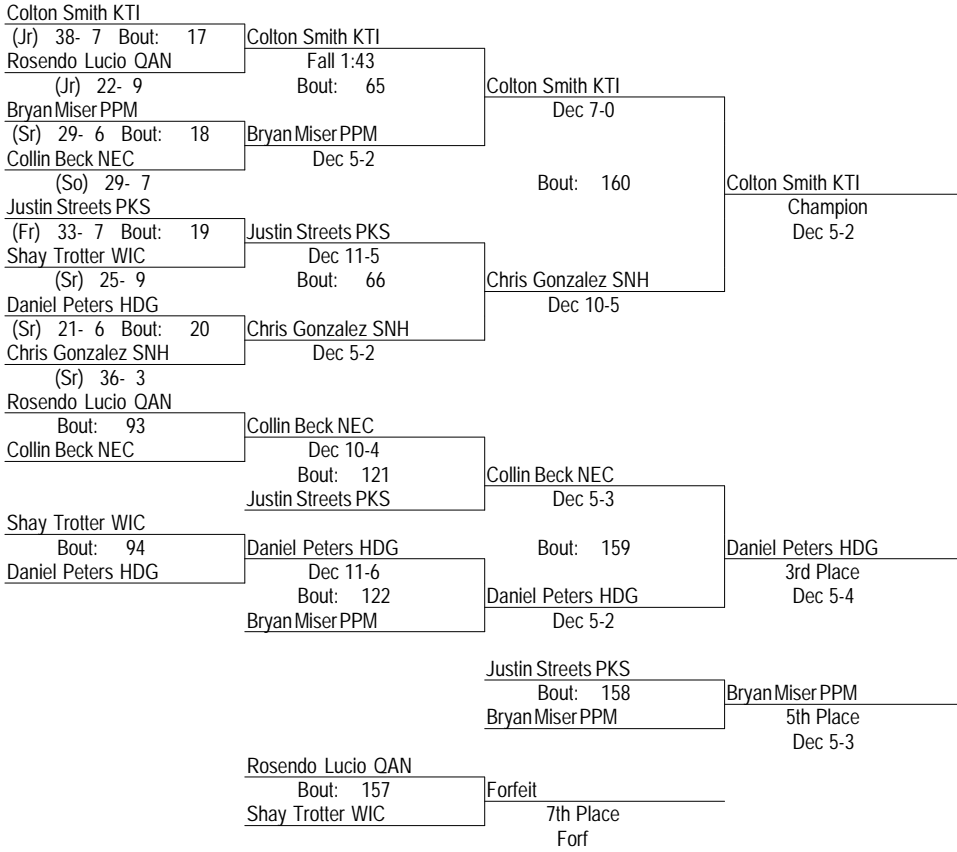 Colton Smith KTI
(Jr) 38- 7 Bout: 17 Colton Smith KTI
Rosendo Lucio QAN Fall 1:43
(Jr) 22- 9 Bout: 65 Colton Smith KTI
Bryan Miser PPM Dec 7-0
(Sr) 29- 6 Bout: 18 Bryan Miser PPM
Collin Beck NEC Dec 5-2
(So) 29- 7 Bout: 160 Colton Smith KTI
Justin Streets PKS Champion
(Fr) 33- 7 Bout: 19 Justin Streets PKS Dec 5-2
Shay Trotter WIC Dec 11-5
(Sr) 25- 9 Bout: 66 Chris Gonzalez SNH
Daniel Peters HDG Dec 10-5
(Sr) 21- 6 Bout: 20 Chris Gonzalez SNH
Chris Gonzalez SNH Dec 5-2
(Sr) 36- 3
Rosendo Lucio QAN
Bout: 93 Collin Beck NEC
Collin Beck NEC Dec 10-4
Bout: 121 Collin Beck NEC
Justin Streets PKS Dec 5-3
Shay Trotter WIC
Bout: 94 Daniel Peters HDG Bout: 159 Daniel Peters HDG
Daniel Peters HDG Dec 11-6 3rd Place
Bout: 122 Daniel Peters HDG Dec 5-4
Bryan Miser PPM Dec 5-2
Justin Streets PKS
Bout: 158 Bryan Miser PPM
Bryan Miser PPM 5th Place
Dec 5-3
Rosendo Lucio QAN
Bout: 157 Forfeit
Shay Trotter WIC 7th Place
Forf